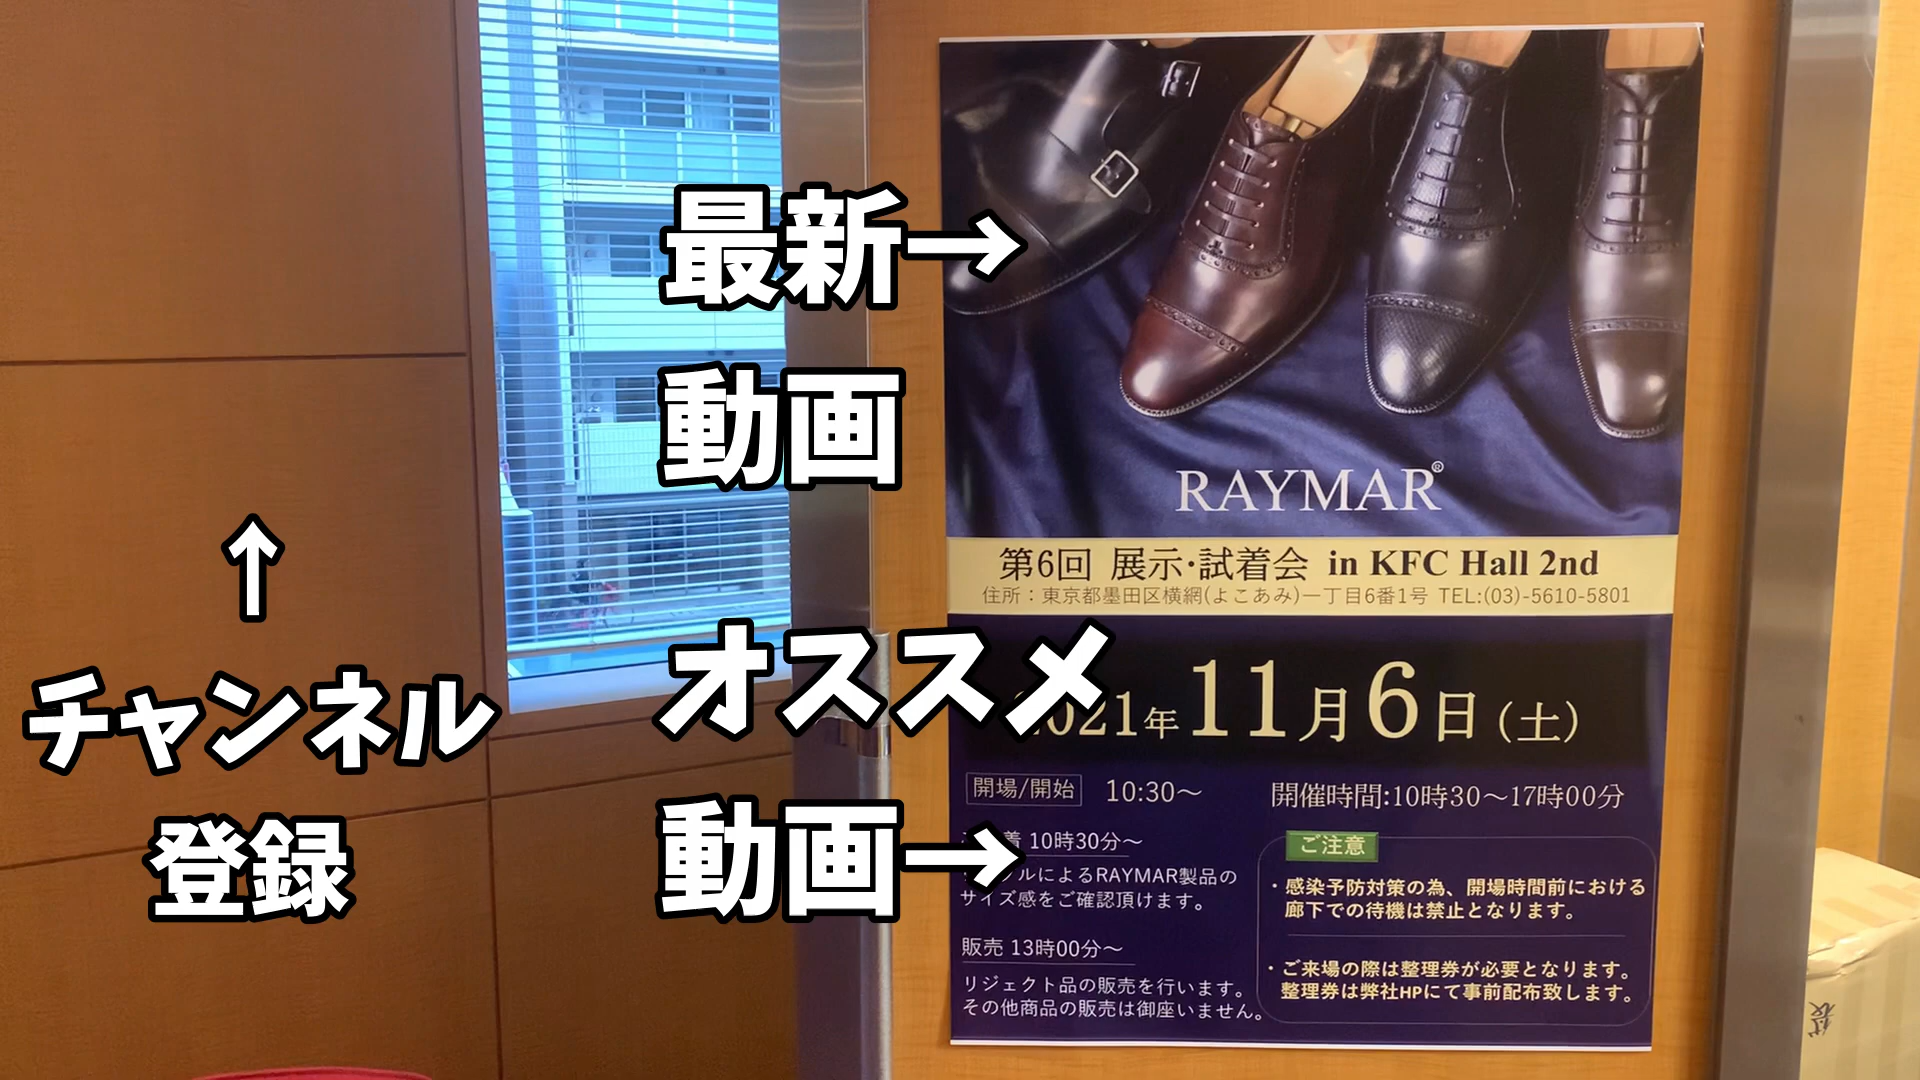 最新→
動画
↑
チャンネル
登録
オススメ
動画→
RAYMAR®
第6回 展示・試着会 in KFC Hall 2nd
住所：東京都墨田区横網(よこあみ)一丁目6番1号 TEL:(03)-5610-5801
2021年11月6日(土)
開場/開始 10:30～
開催時間:10時30～17時00分
着 10時30分～
ルによるRAYMAR製品の
サイズ感をご確認頂けます。
販売 13時00分～
リジェクト品の販売を行います。
その他商品の販売は御座いません。
ご注意
・感染予防対策の為、開場時間前における
廊下での待機は禁止となります。
・ご来場の際は整理券が必要となります。
整理券は弊社HPにて事前配布致します。